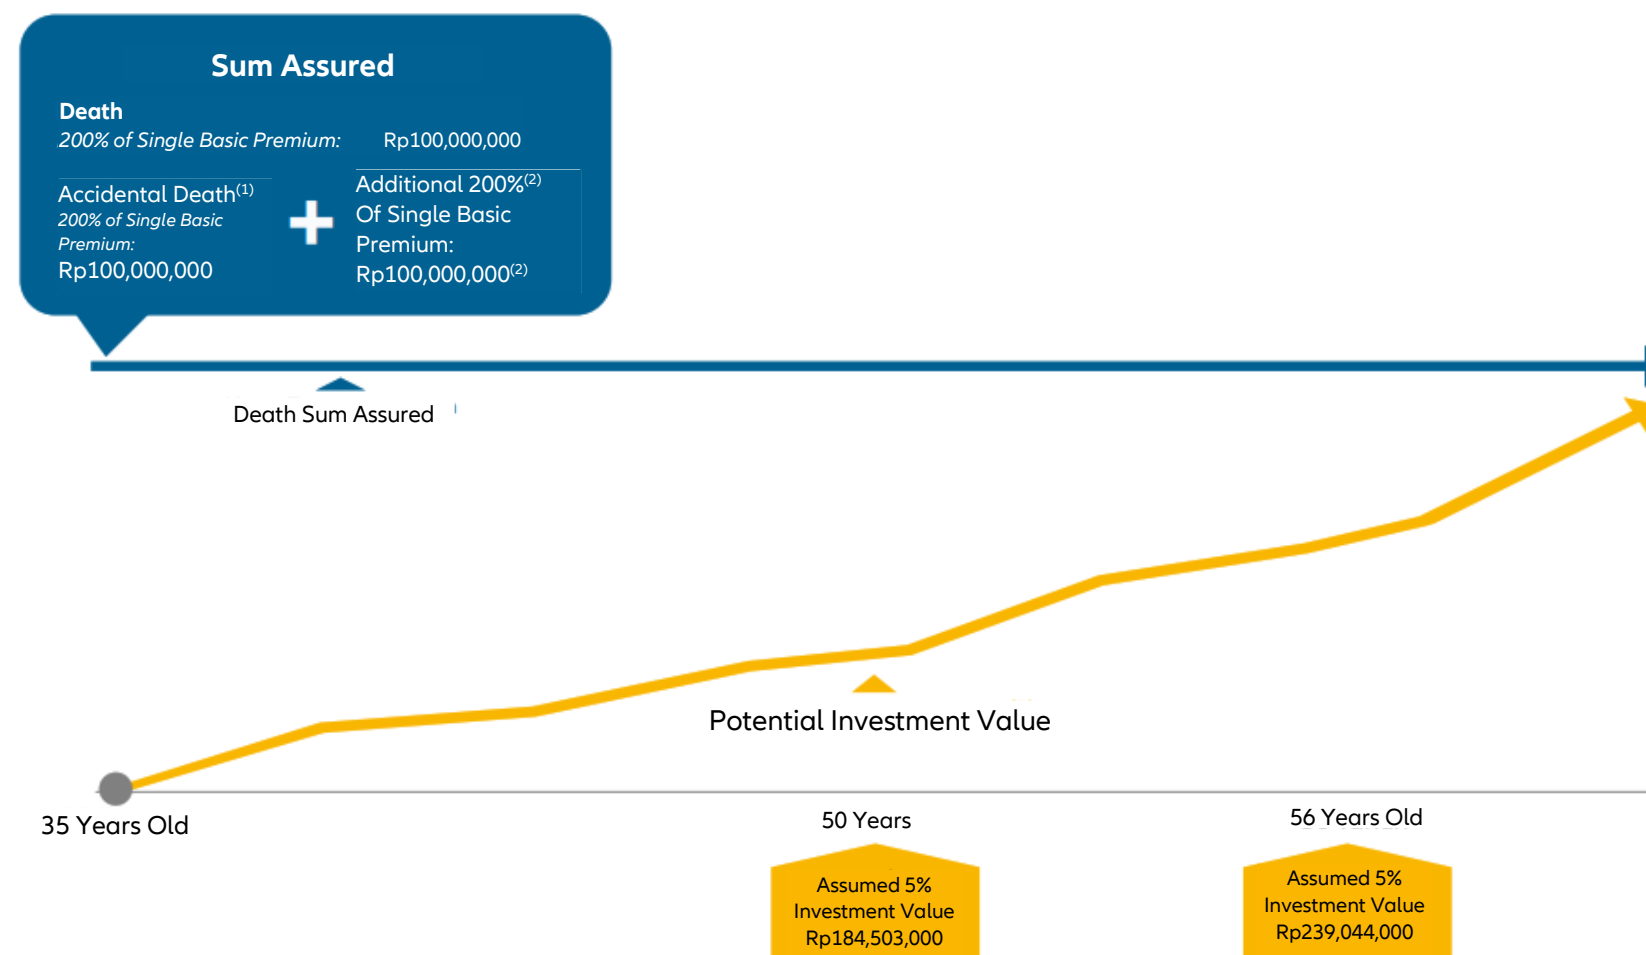 Sum Assured
Death
200% of Single Basic Premium: Rp100,000,000
Accidental Death(1)
200% of Single Basic
Premium:
Rp100,000,000
+
Additional 200%(2)
Of Single Basic
Premium:
Rp100,000,000(2)
Death Sum Assured
Potential Investment Value
35 Years Old
50 Years
56 Years Old
Assumed 5%
Investment Value
Rp184,503,000
Assumed 5%
Investment Value
Rp239,044,000